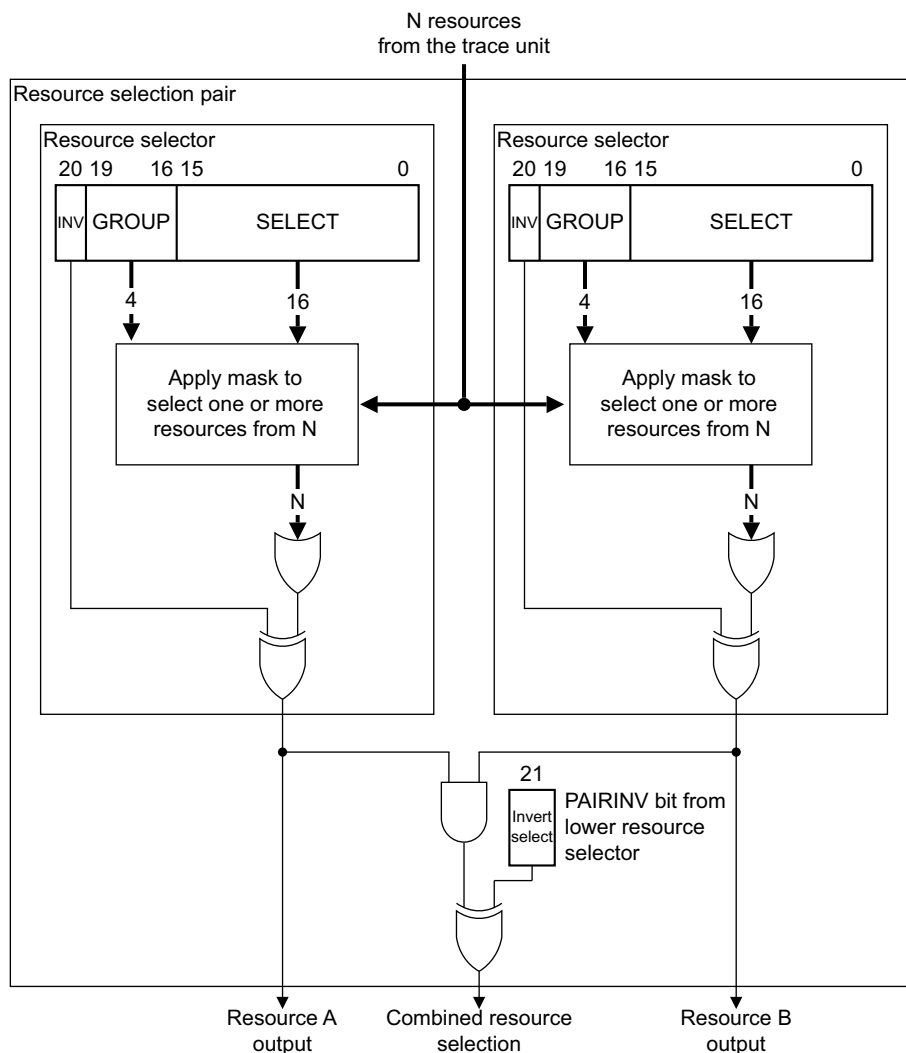 N resources
from the trace unit
Resource selection pair
Resource selector
20 19 16 15 0
INV GROUP SELECT
4 16
Apply mask to
select one or more
resources from N
N
Resource selector
20 19 16 15 0
INV GROUP SELECT
4 16
Apply mask to
select one or more
resources from N
N
21
Invert
select
PAIRINV bit from
lower resource
selector
Resource A
output
Combined resource
selection
Resource B
output